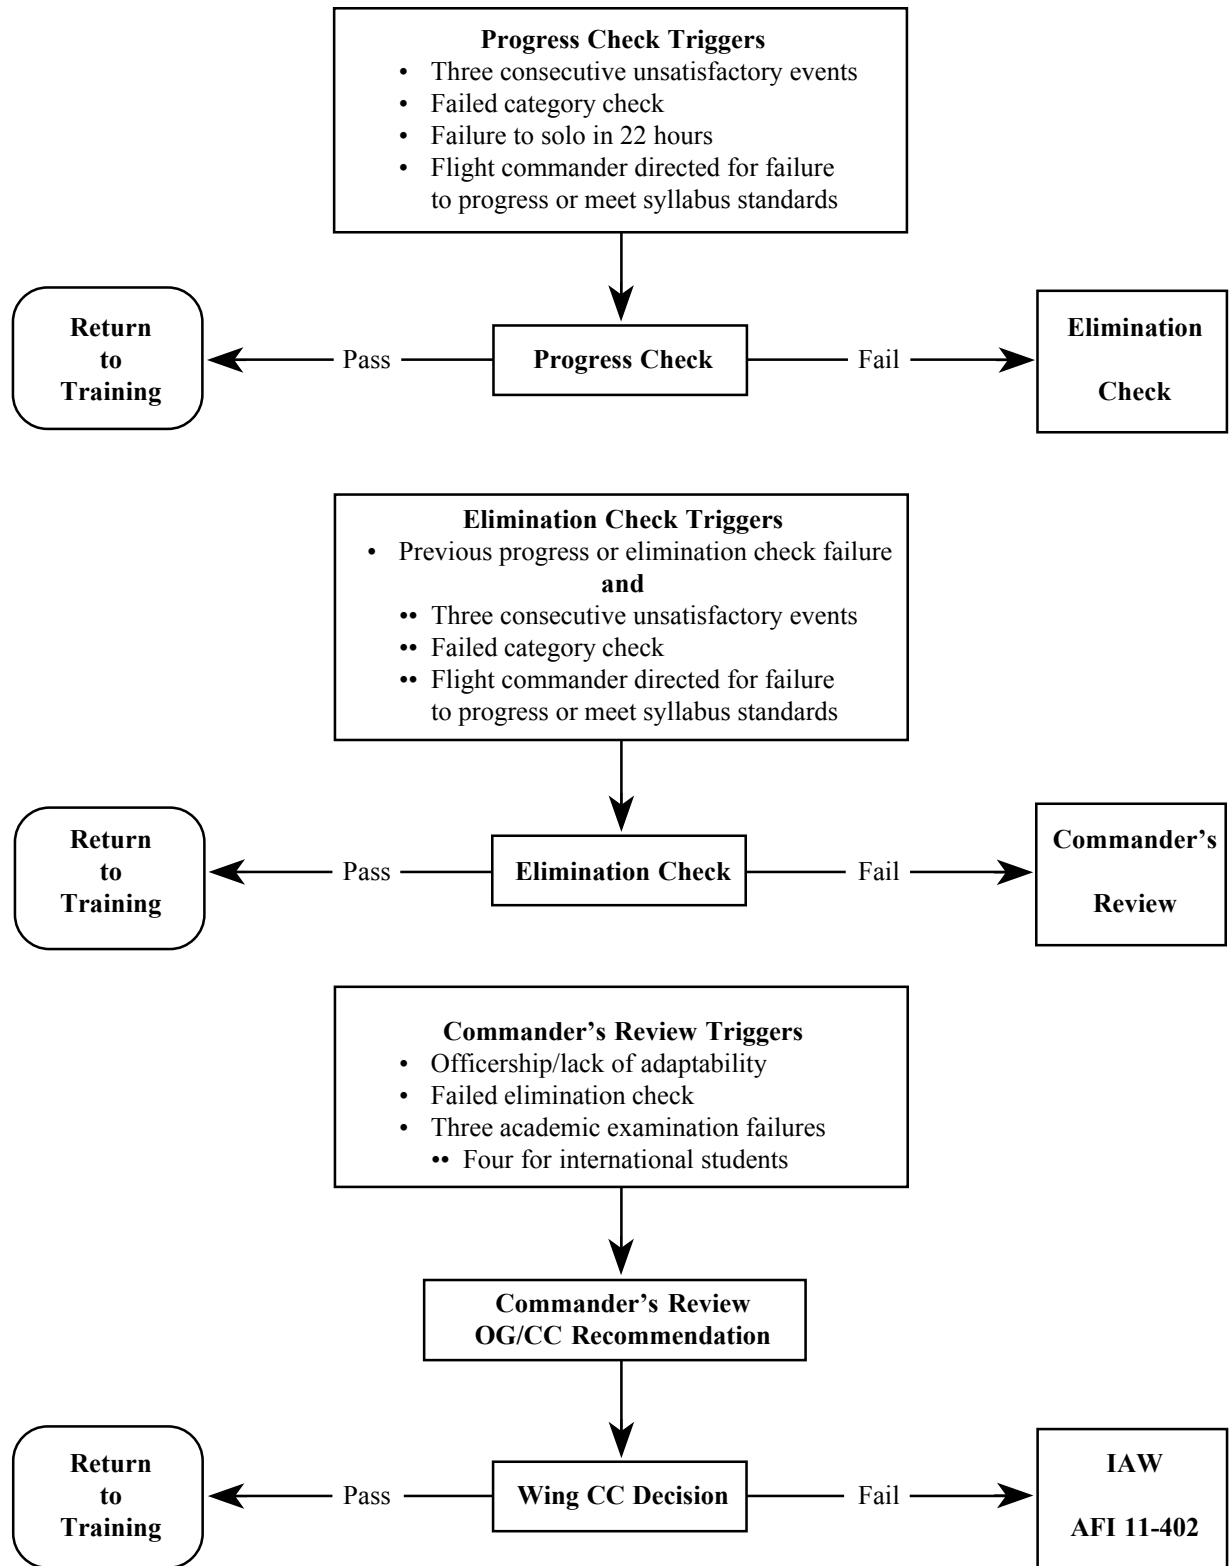 Progress Check Triggers
• Three consecutive unsatisfactory events
• Failed category check
• Failure to solo in 22 hours
• Flight commander directed for failure
to progress or meet syllabus standards
Return
to
Training
Pass
Progress Check
Fail
Elimination
Check
Elimination Check Triggers
• Previous progress or elimination check failure
and
•• Three consecutive unsatisfactory events
•• Failed category check
•• Flight commander directed for failure
to progress or meet syllabus standards
Return
to
Training
Pass
Elimination Check
Fail
Commander’s
Review
Commander’s Review Triggers
• Officership/lack of adaptability
• Failed elimination check
• Three academic examination failures
•• Four for international students
Commander’s Review
OG/CC Recommendation
Return
to
Training
Pass
Wing CC Decision
Fail
IAW
AFI 11-402